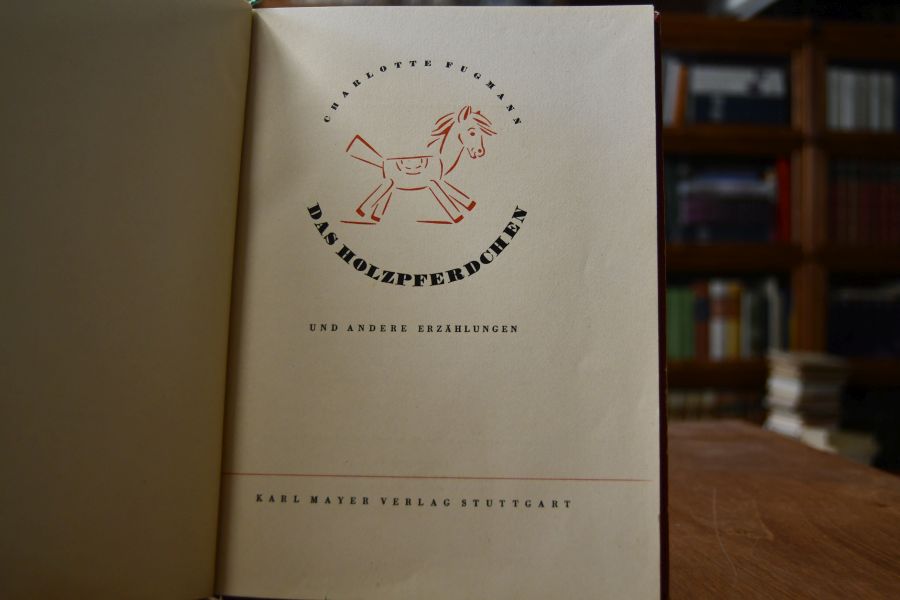 CHARLOTTE FUGMANN
DAS HOLZPFERDCHEN
UND ANDERE ERZÄHLUNGEN
KARL MAYER VERLAG STUTTGART